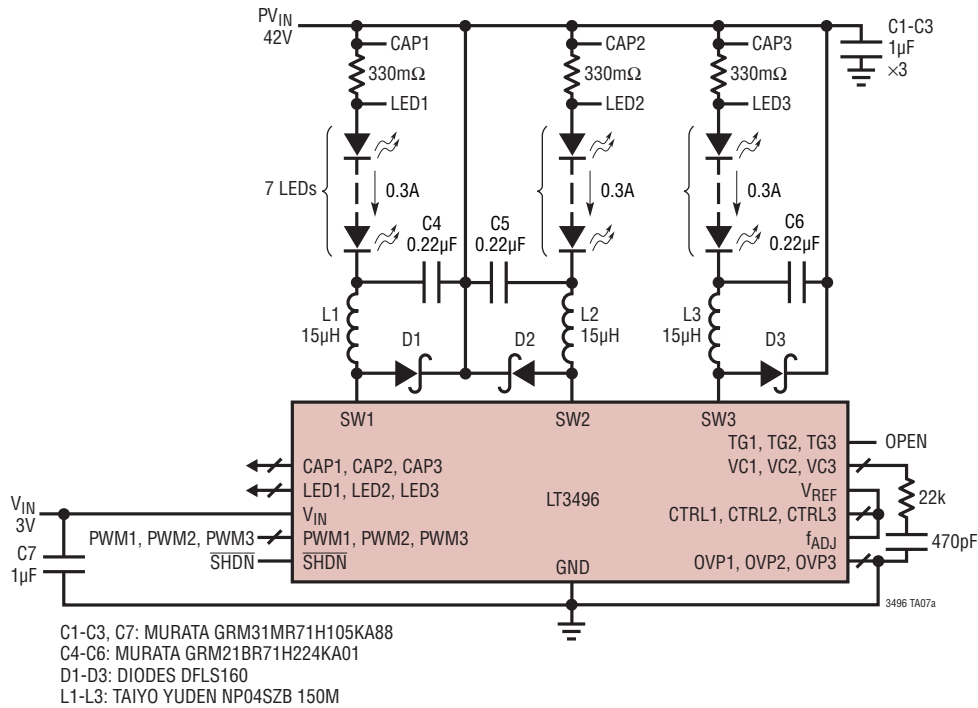 PVIN
42V
CAP1
CAP2
CAP3
C1-C3
1µF
×3
330mΩ
330mΩ
330mΩ
LED1
LED2
LED3
7 LEDs
0.3A
0.3A
0.3A
C4
0.22µF
C5
0.22µF
C6
0.22µF
L1
15µH
L2
15µH
L3
15µH
D1
D2
D3
SW1
SW2
SW3
TG1, TG2, TG3
OPEN
CAP1, CAP2, CAP3
VC1, VC2, VC3
LED1, LED2, LED3
LT3496
VREF
22k
VIN
3V
VIN
CTRL1, CTRL2, CTRL3
PWM1, PWM2, PWM3
PWM1, PWM2, PWM3
fADJ
470pF
C7
1µF
SHDN
SHDN
GND
OVP1, OVP2, OVP3
3496 TA07a
C1-C3, C7: MURATA GRM31MR71H105KA88
C4-C6: MURATA GRM21BR71H224KA01
D1-D3: DIODES DFLS160
L1-L3: TAIYO YUDEN NP04SZB 150M